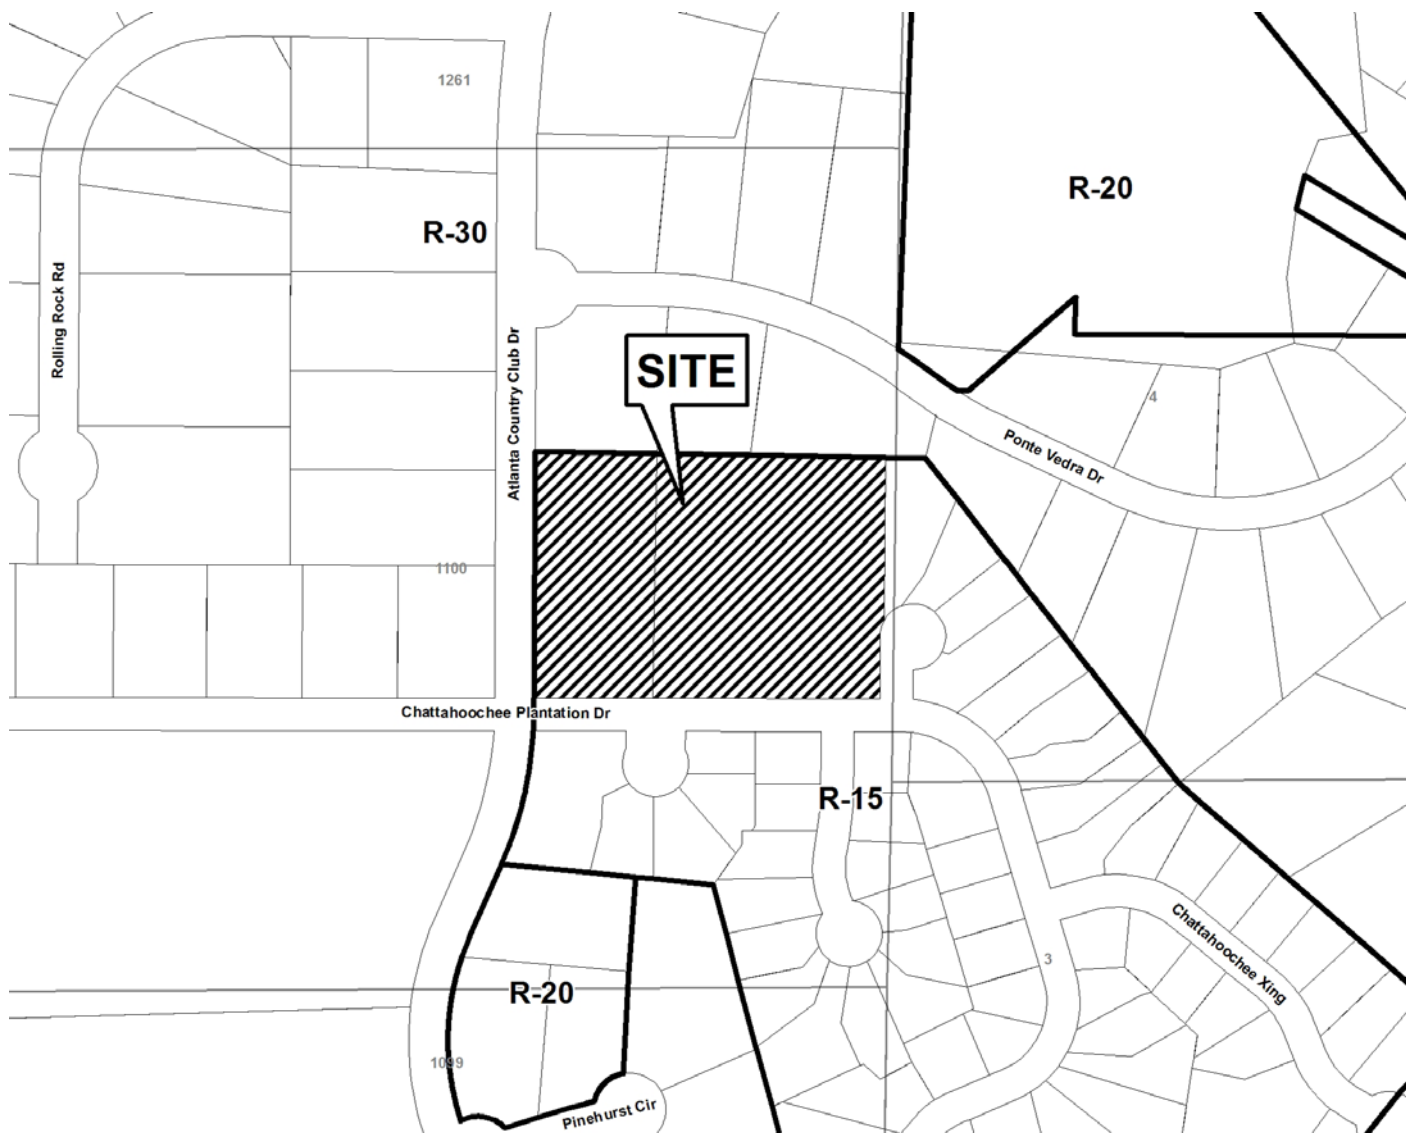 1261
R-20
R-30
Rolling Rock Rd
Atlanta Country Club Dr
SITE
4
Ponte Vedra Dr
1100
Chattahoochee Plantation Dr
R-15
Chattahoochee Xing
3
R-20
1099
Pinehurst Cir